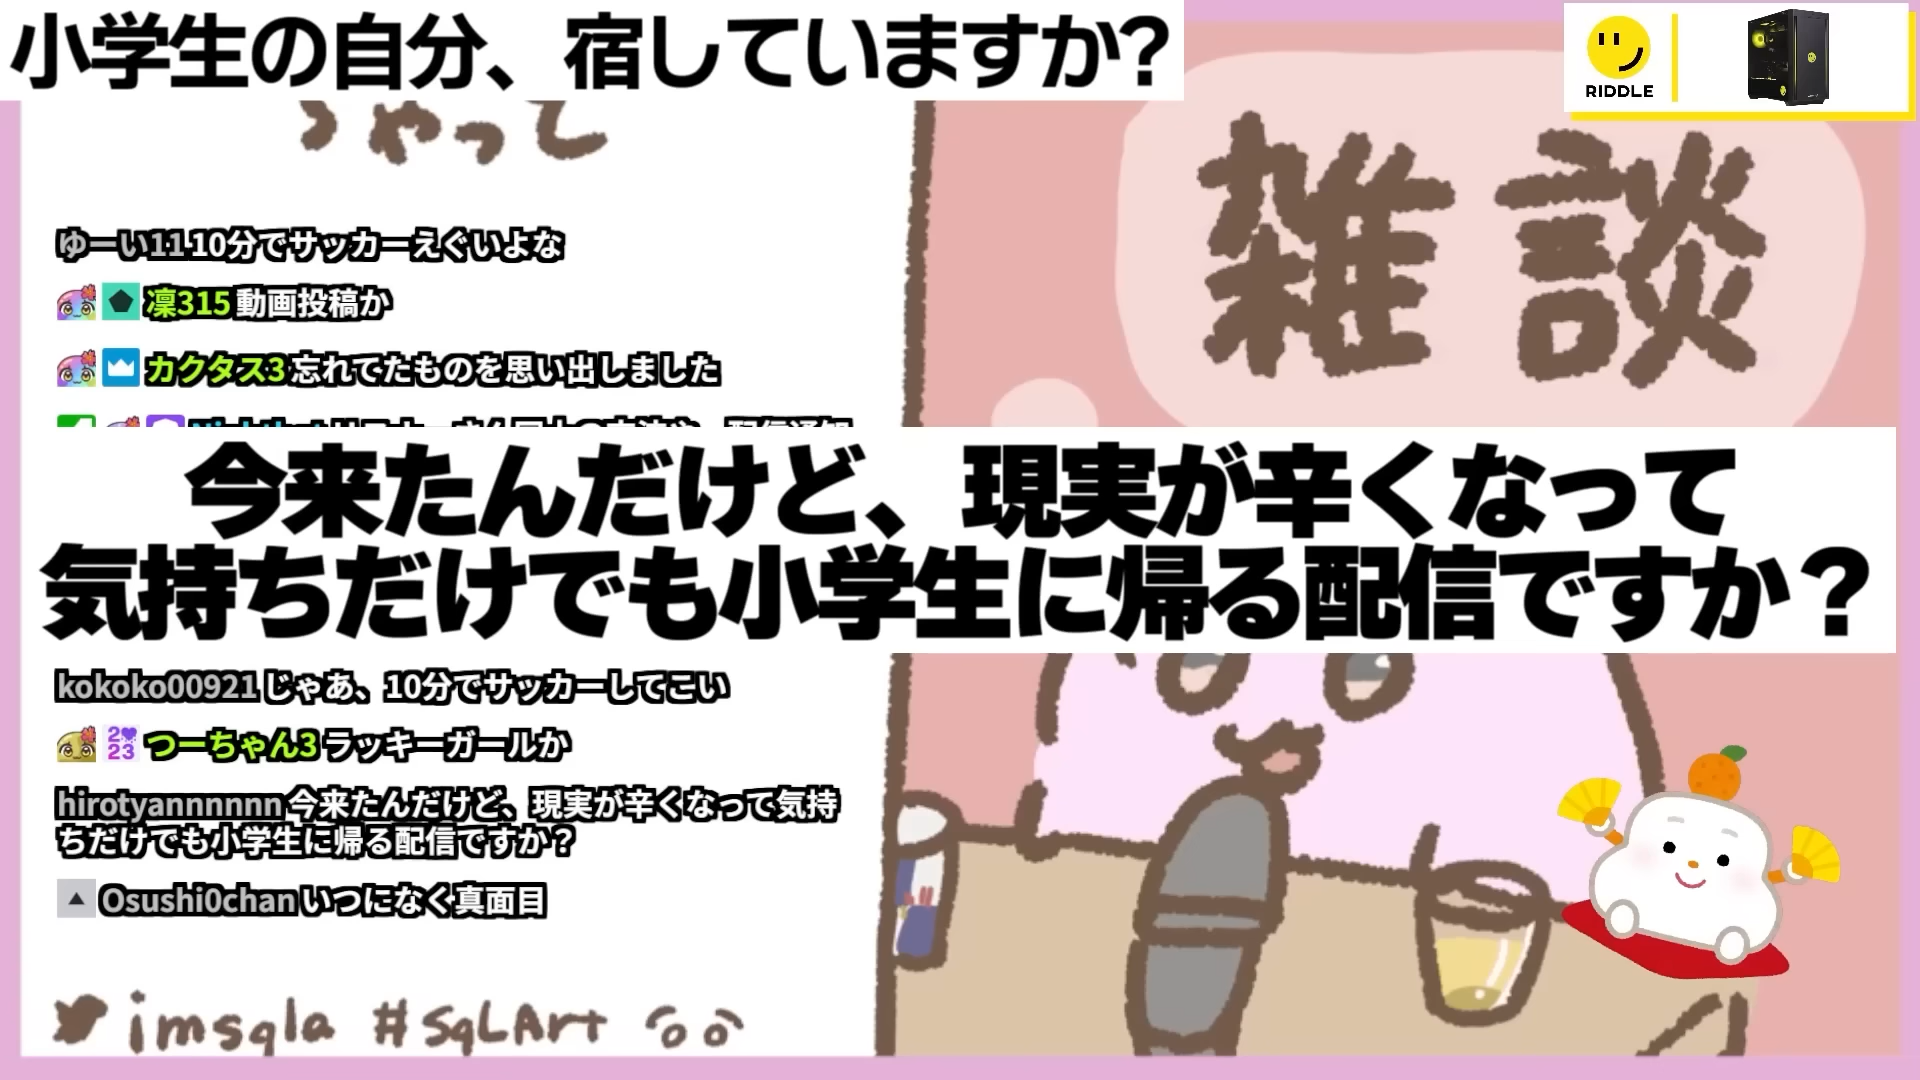 小学生の自分、宿していますか?
RIDDLE
うやって
雑談
ゆーい11 10分でサッカーえぐいよな
凜315 動画投稿か
カクタス3 忘れてたものを思い出しました
今来たんだけど、現実が辛くなって
気持ちだけでも小学生に帰る配信ですか？
kokoko00921 じゃあ、10分でサッカーしてこい
2023
つーちゃん3 ラッキーガールか
hirotyannnnnn 今来たんだけど、現実が辛くなって気持
ちだけでも小学生に帰る配信ですか？
Osushi0chan いつになく真面目
imsqla #SqLArt